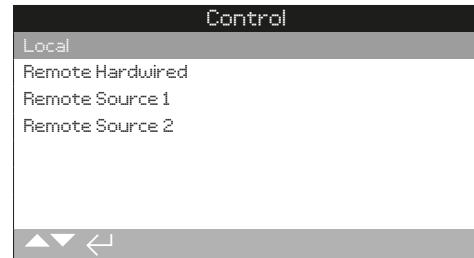 Control
Local
Remote Hardwired
Remote Source 1
Remote Source 2